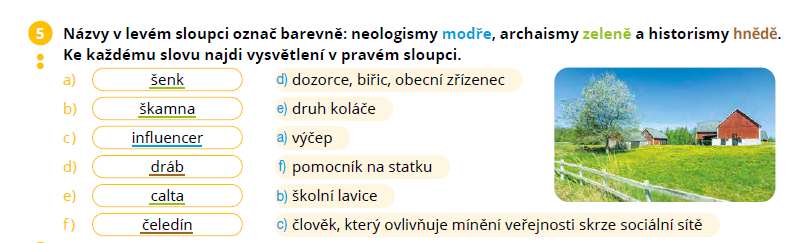 5 Názvy v levém sloupci označ barevně: neologismy modře, archaismy zeleně a historismy hnědě.
Ke každému slovu najdi vysvětlení v pravém sloupci.
a) šenk d) dozorce, biřic, obecní zřízenec
b) škamna e) druh koláče
c) influencer a) výčep
d) dráb f) pomocník na statku
e) calta b) školní lavice
f) čeledín c) člověk, který ovlivňuje mínění veřejnosti skrze sociální sítě